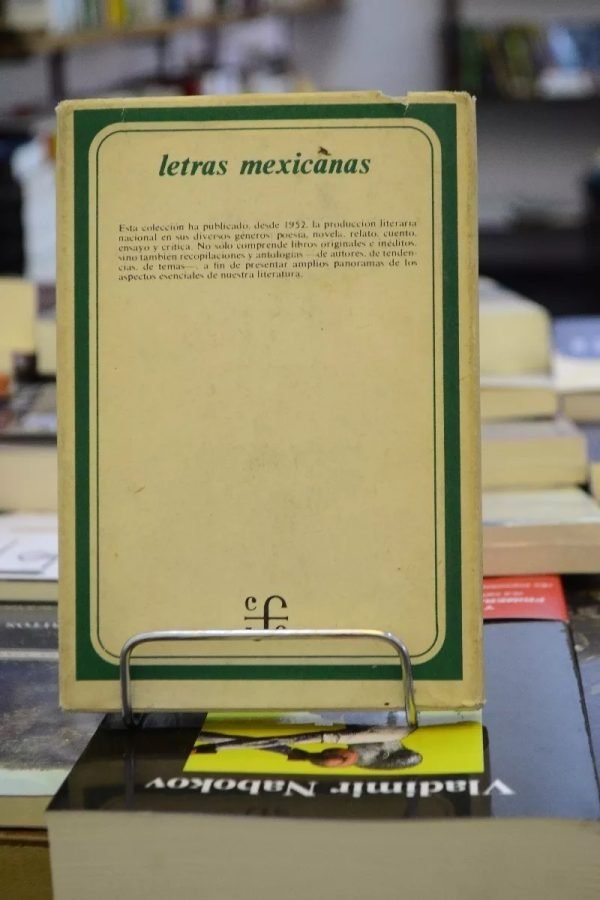 letras mexicanas
Esta colección ha publicado, desde 1952, la producción literaria
nacional en sus diversos géneros: poesía, novela, relato, cuento,
ensayo y crítica. No sólo comprende libros originales e inéditos,
sino también recopilaciones y antologías —de autores, de tenden-
cias, de temas—, a fin de presentar amplios panoramas de los
aspectos esenciales de nuestra literatura.
Vladimir Nabokov